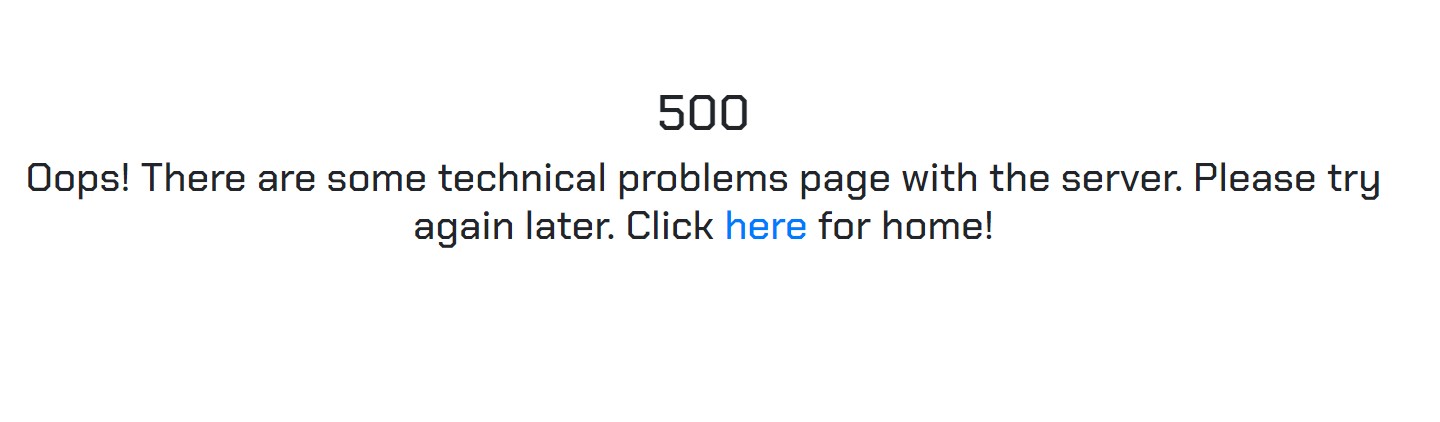 500
Oops! There are some technical problems page with the server. Please try
again later. Click here for home!